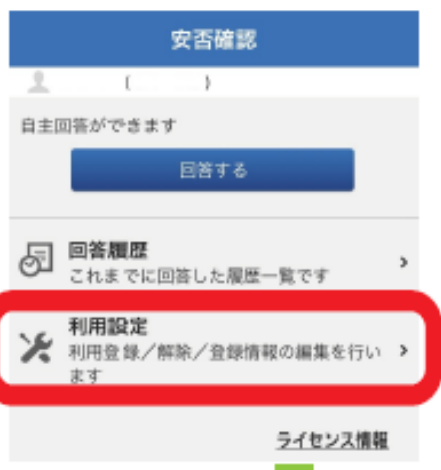 安否確認
( )
自主回答ができます
回答する
回答履歴
これまでに回答した履歴一覧です
利用設定
利用登録／解除／登録情報の編集を行い
ます
ライセンス情報